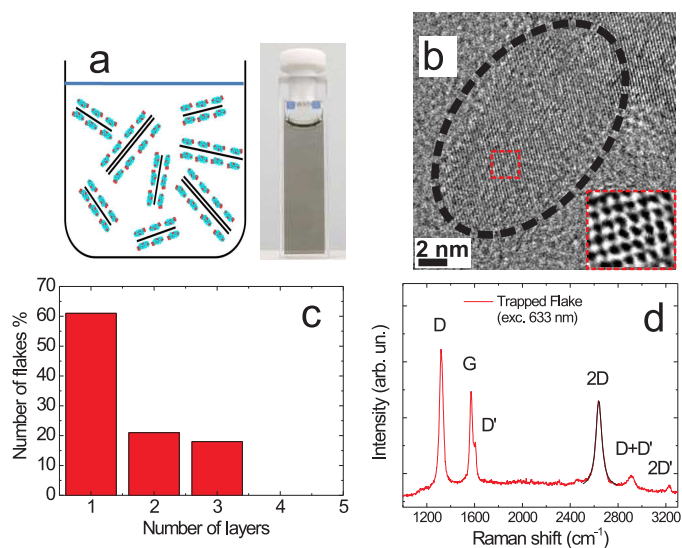 a
b
2 nm
c
Number of flakes %
70
60
50
40
30
20
10
0
1
2
3
4
5
Number of layers
d
Trapped Flake
(exc. 633 nm)
D
G
D'
2D
D+D'
2D'
Intensity (arb. un.)
1200
1600
2000
2400
2800
3200
Raman shift (cm⁻¹)